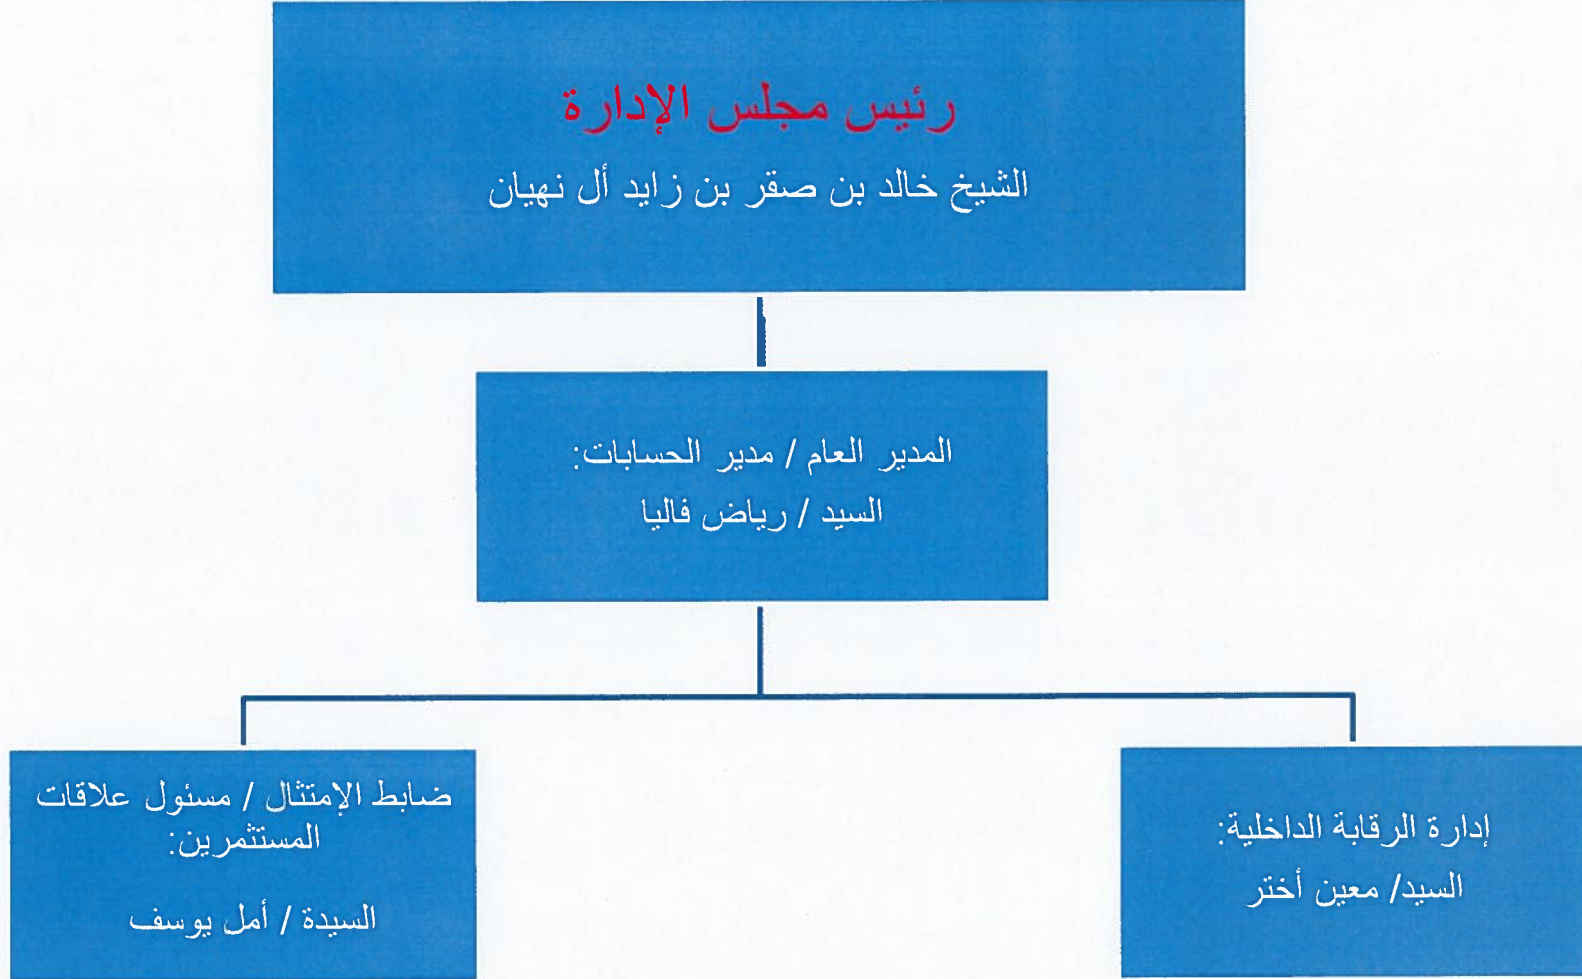 رئيس مجلس الإدارة
الشيخ خالد بن صقر بن زايد أل نهيان
المدير العام / مدير الحسابات:
السيد / رياض فاليا
إدارة الرقابة الداخلية:
السيد/ معين أختر
ضابط الإمتثال / مسئول علاقات
المستثمرين:
السيدة / أمل يوسف